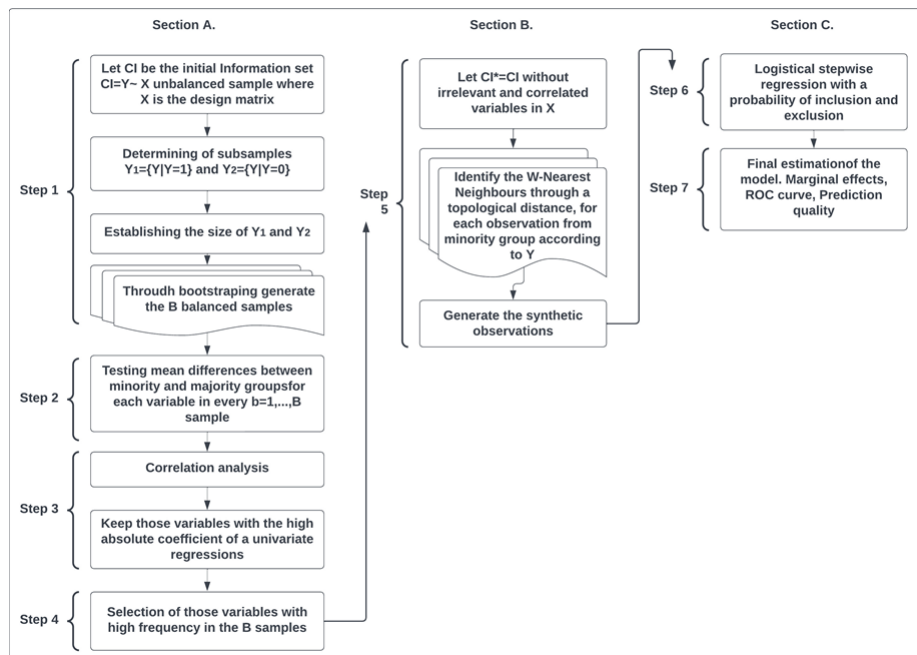 Section A.
Step 1
Let CI be the initial Information set
CI=Y~ X unbalanced sample where
X is the design matrix
Determining of subsamples
Y1={Y|Y=1} and Y2={Y|Y=0}
Establishing the size of Y1 and Y2
Throudh bootstraping generate
the B balanced samples
Step 2
Testing mean differences between
minority and majority groupsfor
each variable in every b=1,...,B
sample
Step 3
Correlation analysis
Keep those variables with the high
absolute coefficient of a univariate
regressions
Step 4
Selection of those variables with
high frequency in the B samples
Section B.
Step
5
Let CI*=CI without
irrelevant and correlated
variables in X
Identify the W-Nearest
Neighbours through a
topological distance, for
each observation from
minority group according
to Y
Generate the synthetic
observations
Section C.
Step 6
Logistical stepwise
regression with a
probability of inclusion and
exclusion
Step 7
Final estimationof the
model. Marginal effects,
ROC curve, Prediction
quality